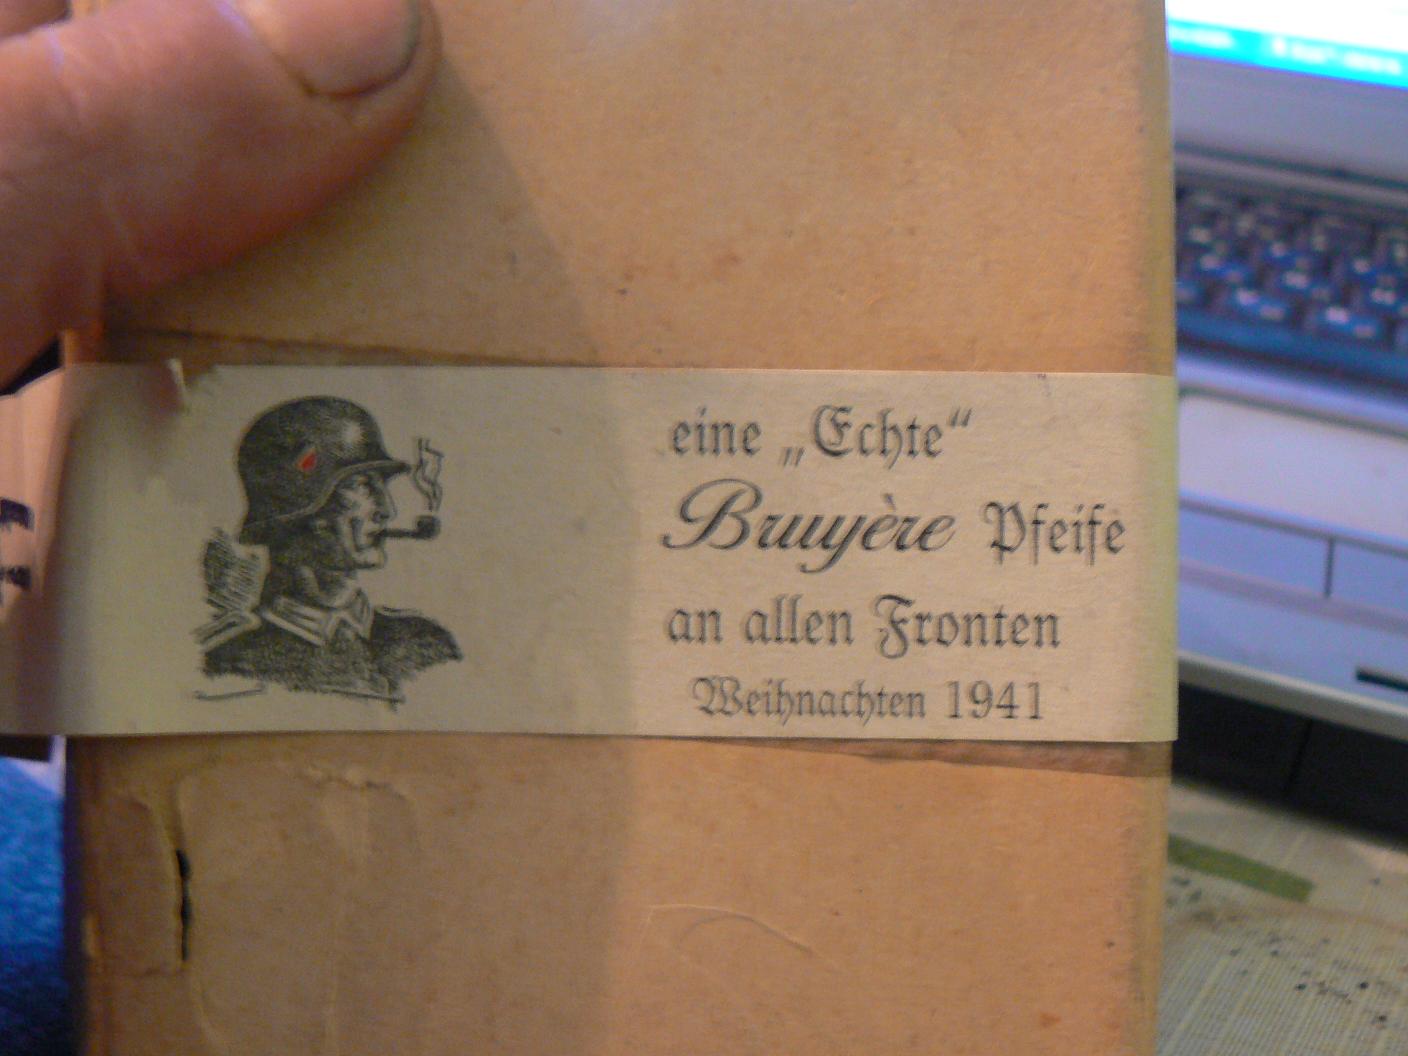 eine „Echte“
Bruyère Pfeife
an allen Fronten
Weihnachten 1941